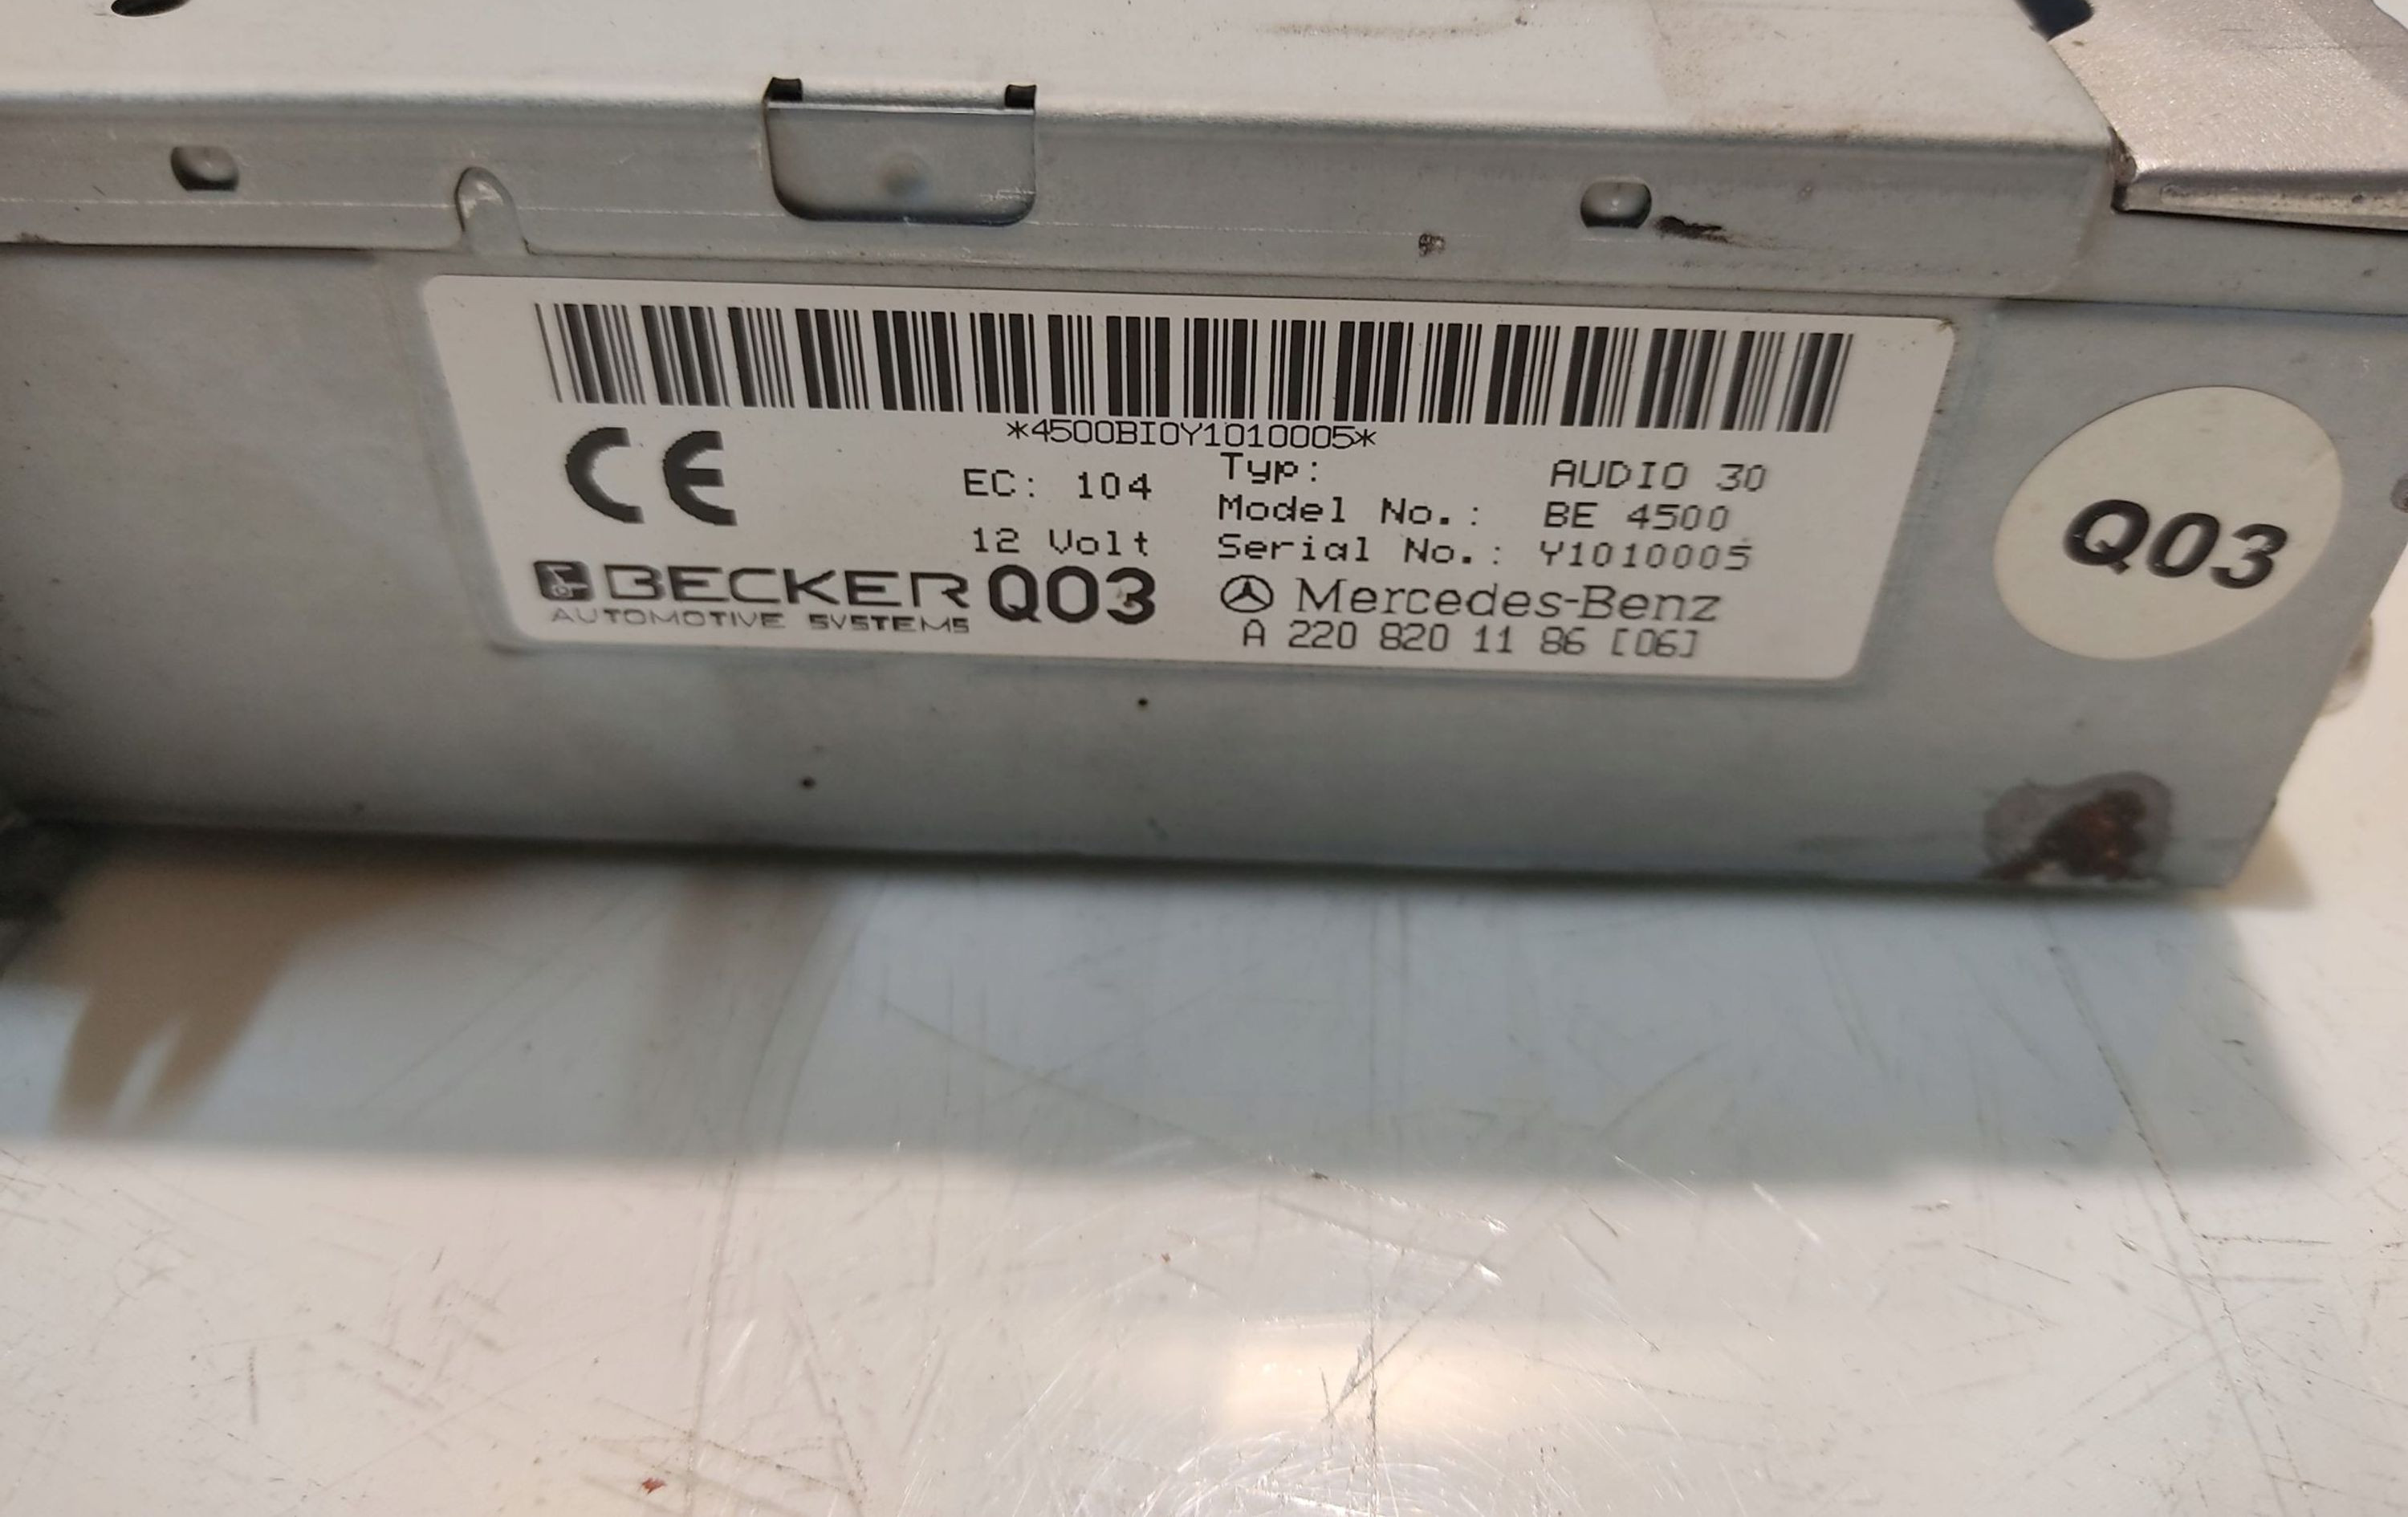 *4500BI0Y1010005*
CE
EC: 104
12 Volt
BECKER
AUTOMOTIVE SYSTEMS
Q03
Typ: AUDIO 30
Model No.: BE 4500
Serial No.: Y1010005
Mercedes-Benz
A 220 820 11 86 [06]
Q03